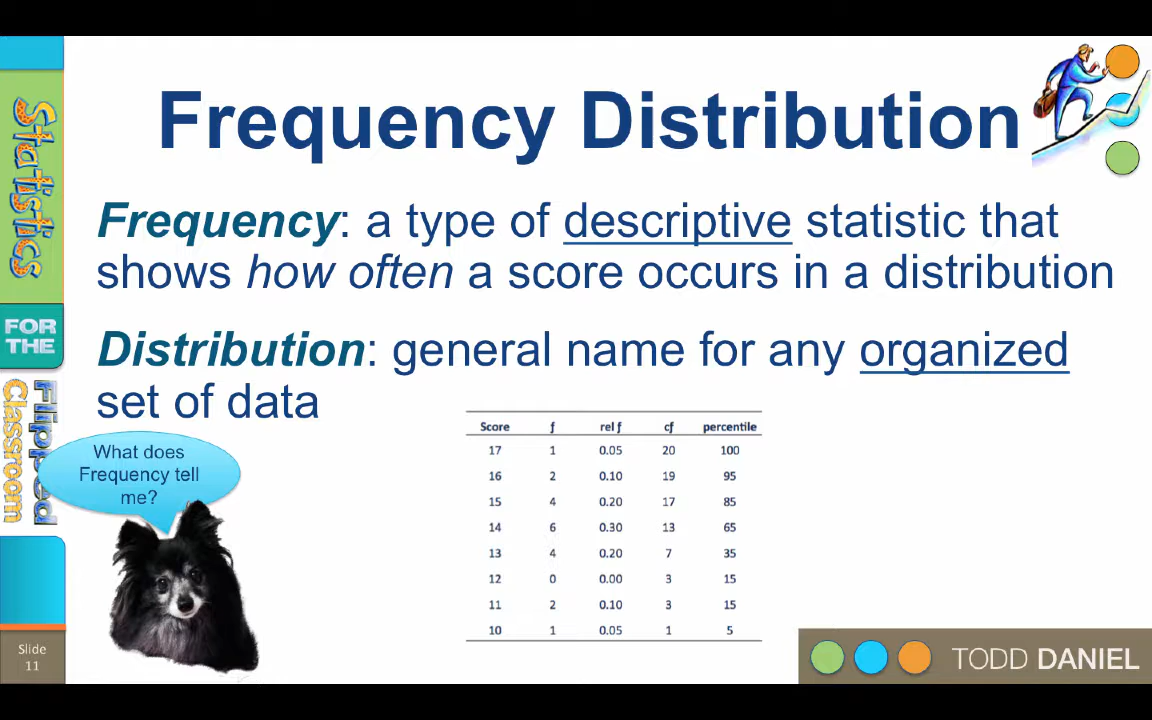 Frequency Distribution
Frequency: a type of descriptive statistic that
shows how often a score occurs in a distribution
Distribution: general name for any organized
set of data
Score f rel f cf percentile
17 1 0.05 20 100
16 2 0.10 19 95
15 4 0.20 17 85
14 6 0.30 13 65
13 4 0.20 7 35
12 0 0.00 3 15
11 2 0.10 3 15
10 1 0.05 1 5
What does
Frequency tell
me?
Statistics
FOR
THE
Flipped
Classroom
Slide
11
TODD DANIEL